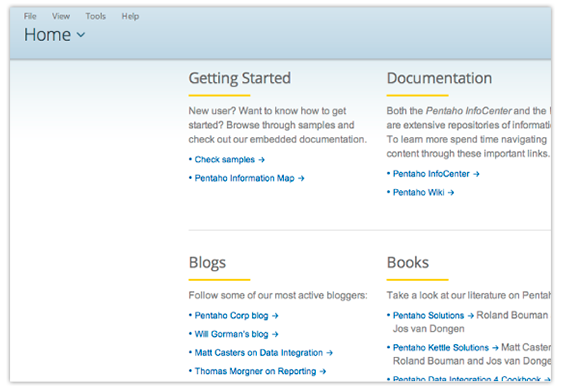 File View Tools Help
Home
Getting Started
New user? Want to know how to get
started? Browse through samples and
check out our embedded documentation.
• Check samples →
• Pentaho Information Map →
Documentation
Both the Pentaho InfoCenter and the
are extensive repositories of informati
To learn more spend time navigating
content through these important links.
• Pentaho InfoCenter →
• Pentaho Wiki →
Blogs
Follow some of our most active bloggers:
• Pentaho Corp blog →
• Will Gorman's blog →
• Matt Casters on Data Integration →
• Thomas Morgner on Reporting →
Books
Take a look at our literature on Pentah
• Pentaho Solutions → Roland Bouman
Jos van Dongen
• Pentaho Kettle Solutions → Matt Caster
Roland Bouman and Jos van Dongen
• Pentaho Data Integration 4 Cookbook →